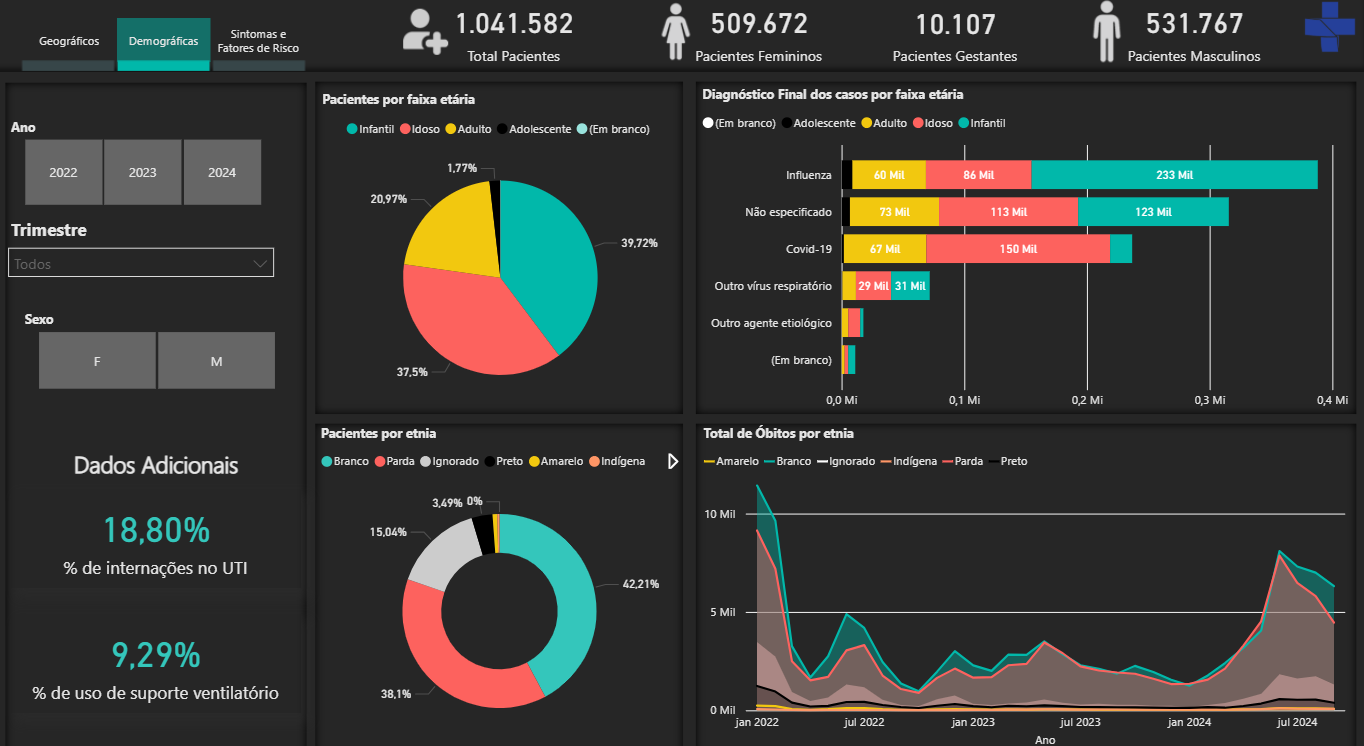 Geográficos
Demográficas
Sintomas e
Fatores de Risco
1.041.582
Total Pacientes
509.672
Pacientes Femininos
10.107
Pacientes Gestantes
531.767
Pacientes Masculinos
Ano
2022 2023 2024
Trimestre
Todos
Sexo
F M
Dados Adicionais
18,80%
% de internações no UTI
9,29%
% de uso de suporte ventilatório
Pacientes por faixa etária
Infantil Idoso Adulto Adolescente (Em branco)
1,77%
20,97%
39,72%
37,5%
Diagnóstico Final dos casos por faixa etária
(Em branco) Adolescente Adulto Idoso Infantil
Influenza 60 Mil 86 Mil 233 Mil
Não especificado 73 Mil 113 Mil 123 Mil
Covid-19 67 Mil 150 Mil
Outro vírus respiratório 29 Mil 31 Mil
Outro agente etiológico
(Em branco)
0,0 Mi 0,1 Mi 0,2 Mi 0,3 Mi 0,4 Mi
Pacientes por etnia
Branco Parda Ignorado Preto Amarelo Indígena
3,49% 0%
15,04%
42,21%
38,1%
Total de Óbitos por etnia
Amarelo Branco Ignorado Indígena Parda Preto
10 Mil
5 Mil
0 Mil
jan 2022 jul 2022 jan 2023 jul 2023 jan 2024 jul 2024
Ano